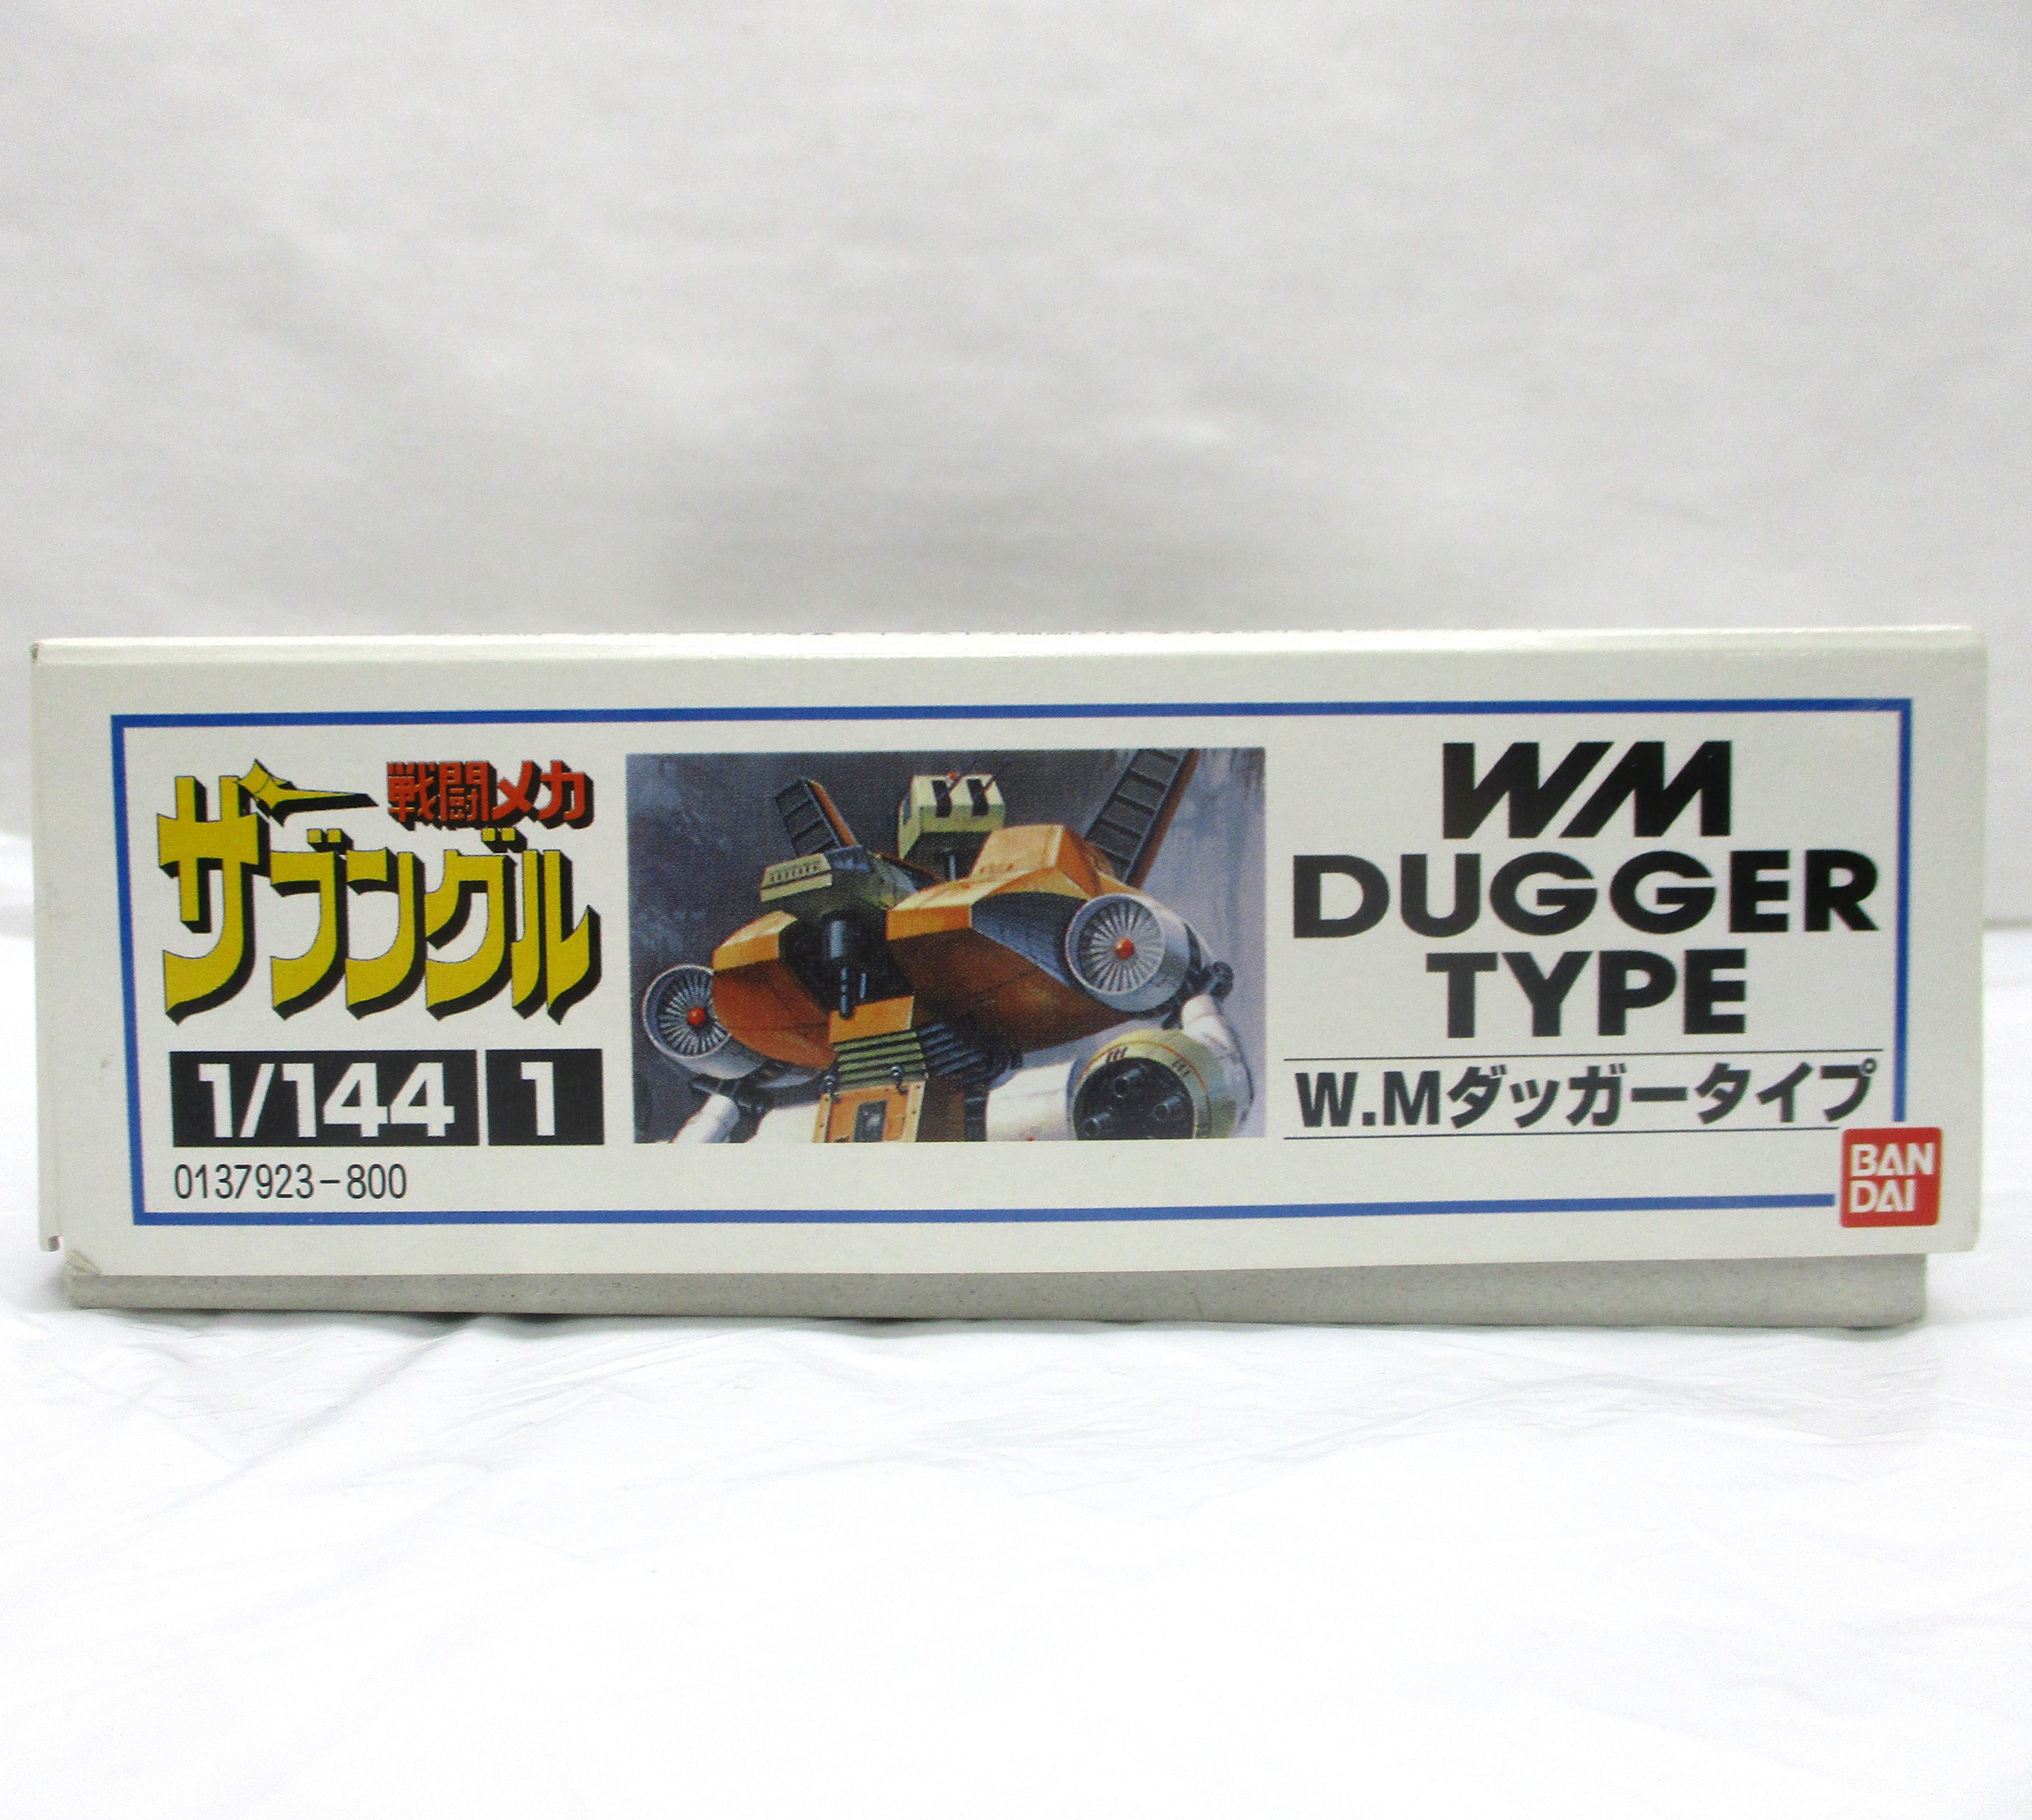 戦闘メカ
ザブングル
1/144 1
0137923-800
WM
DUGGER
TYPE
W.Mダッガータイプ
BAN
DAI